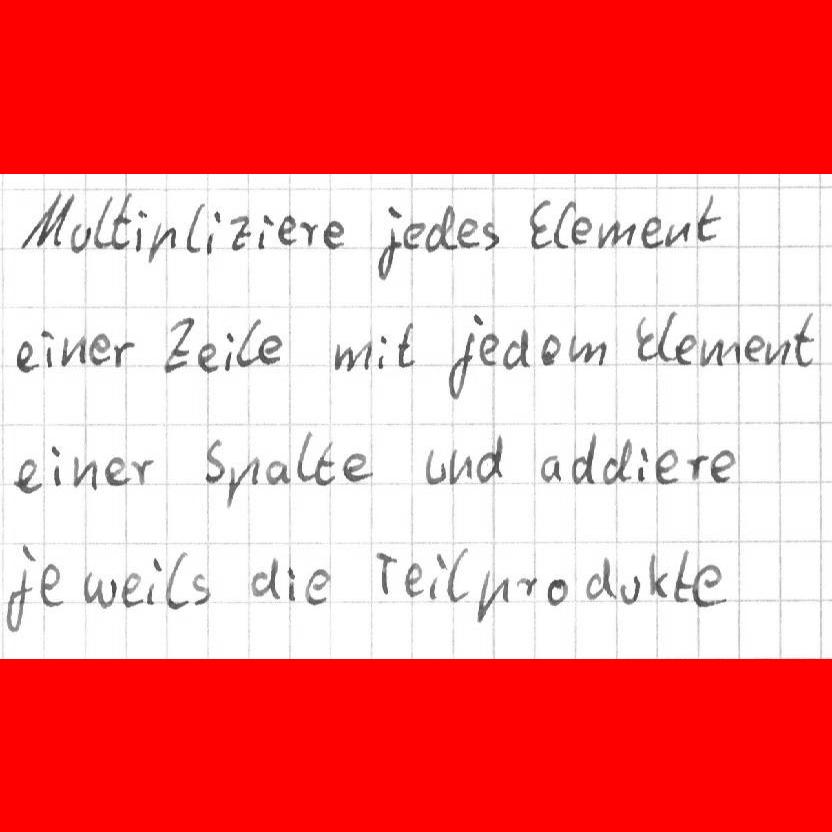 Multipliziere jedes Element
einer Zeile mit jedem Element
einer Spalte und addiere
jeweils die Teilprodukte